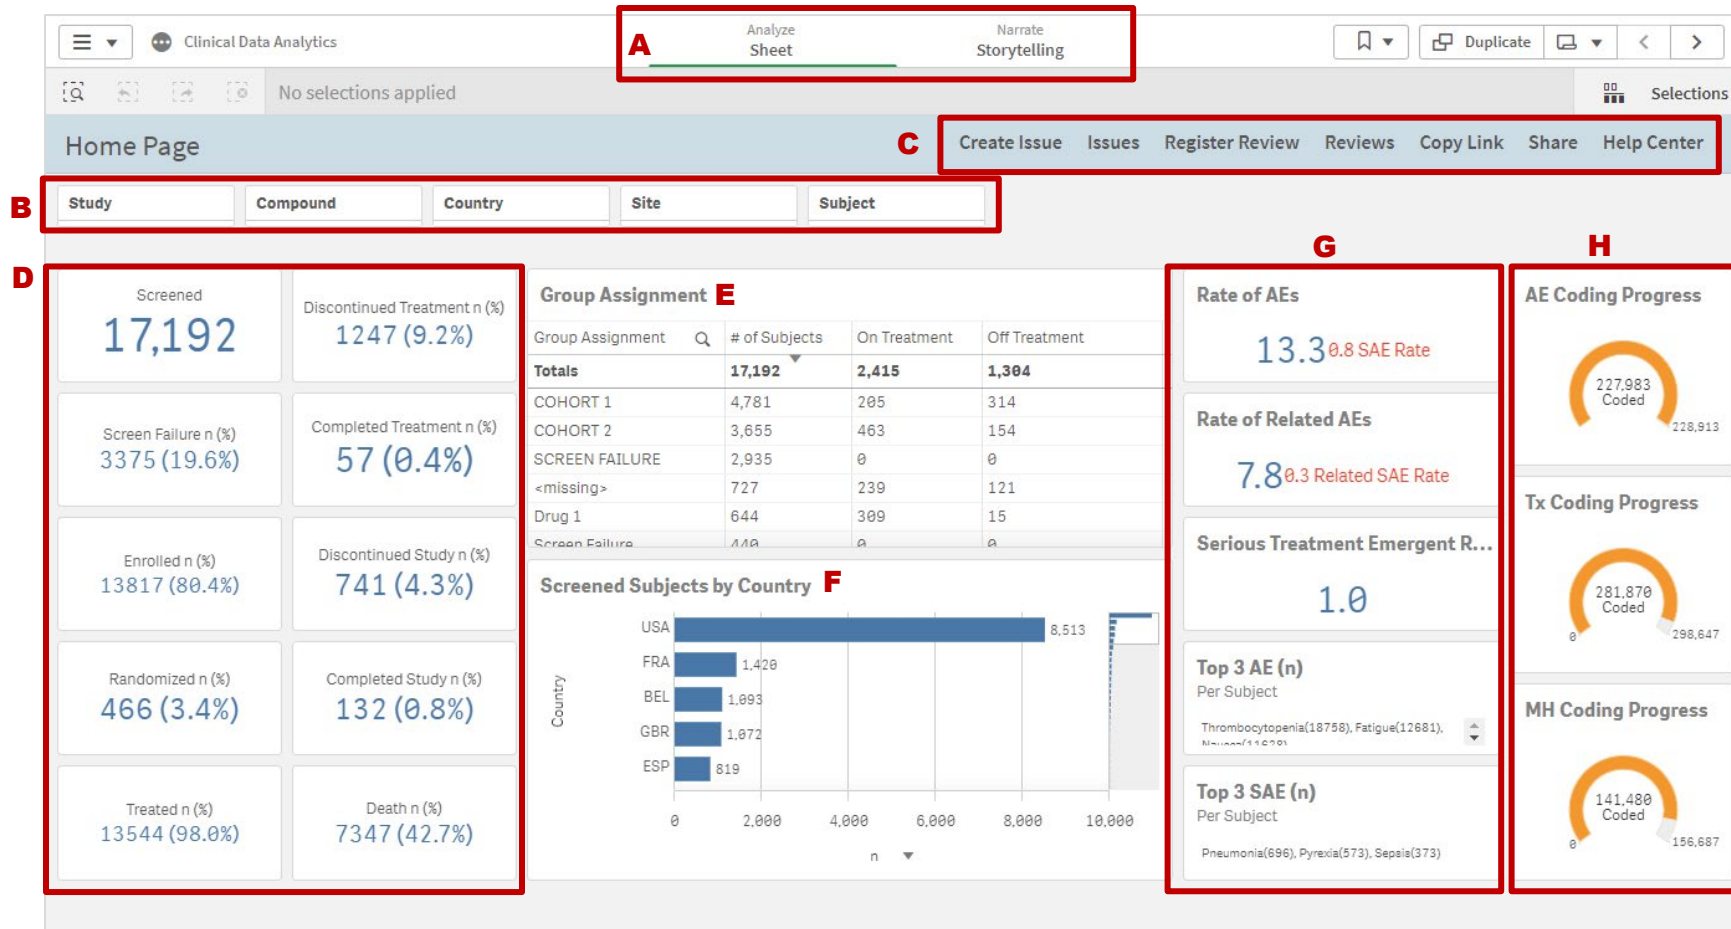 Clinical Data Analytics
A
Analyze
Sheet
Narrate
Storytelling
Duplicate
No selections applied
Selections
Home Page
C
Create Issue Issues Register Review Reviews Copy Link Share Help Center
B
Study Compound Country Site Subject
D
Screened
17,192
Discontinued Treatment n (%)
1247 (9.2%)
Screen Failure n (%)
3375 (19.6%)
Completed Treatment n (%)
57 (0.4%)
Enrolled n (%)
13817 (80.4%)
Discontinued Study n (%)
741 (4.3%)
Randomized n (%)
466 (3.4%)
Completed Study n (%)
132 (0.8%)
Treated n (%)
13544 (98.0%)
Death n (%)
7347 (42.7%)
Group Assignment E
Group Assignment # of Subjects On Treatment Off Treatment
Totals 17,192 2,415 1,304
COHORT 1 4,781 205 314
COHORT 2 3,655 463 154
SCREEN FAILURE 2,935 0 0
<missing> 727 239 121
Drug 1 644 309 15
Screen Failure 440 0 0
Screened Subjects by Country F
Country
USA 8,513
FRA 1,420
BEL 1,093
GBR 1,072
ESP 819
0 2,000 4,000 6,000 8,000 10,000
n
G
Rate of AEs
13.3 0.8 SAE Rate
Rate of Related AEs
7.8 0.3 Related SAE Rate
Serious Treatment Emergent R...
1.0
Top 3 AE (n)
Per Subject
Thrombocytopenia(18758), Fatigue(12681),
Nausea(11628)
Top 3 SAE (n)
Per Subject
Pneumonia(696), Pyrexia(573), Sepsis(373)
H
AE Coding Progress
227,983
Coded
228,913
Tx Coding Progress
281,870
Coded
0
298,647
MH Coding Progress
141,480
Coded
0
156,687